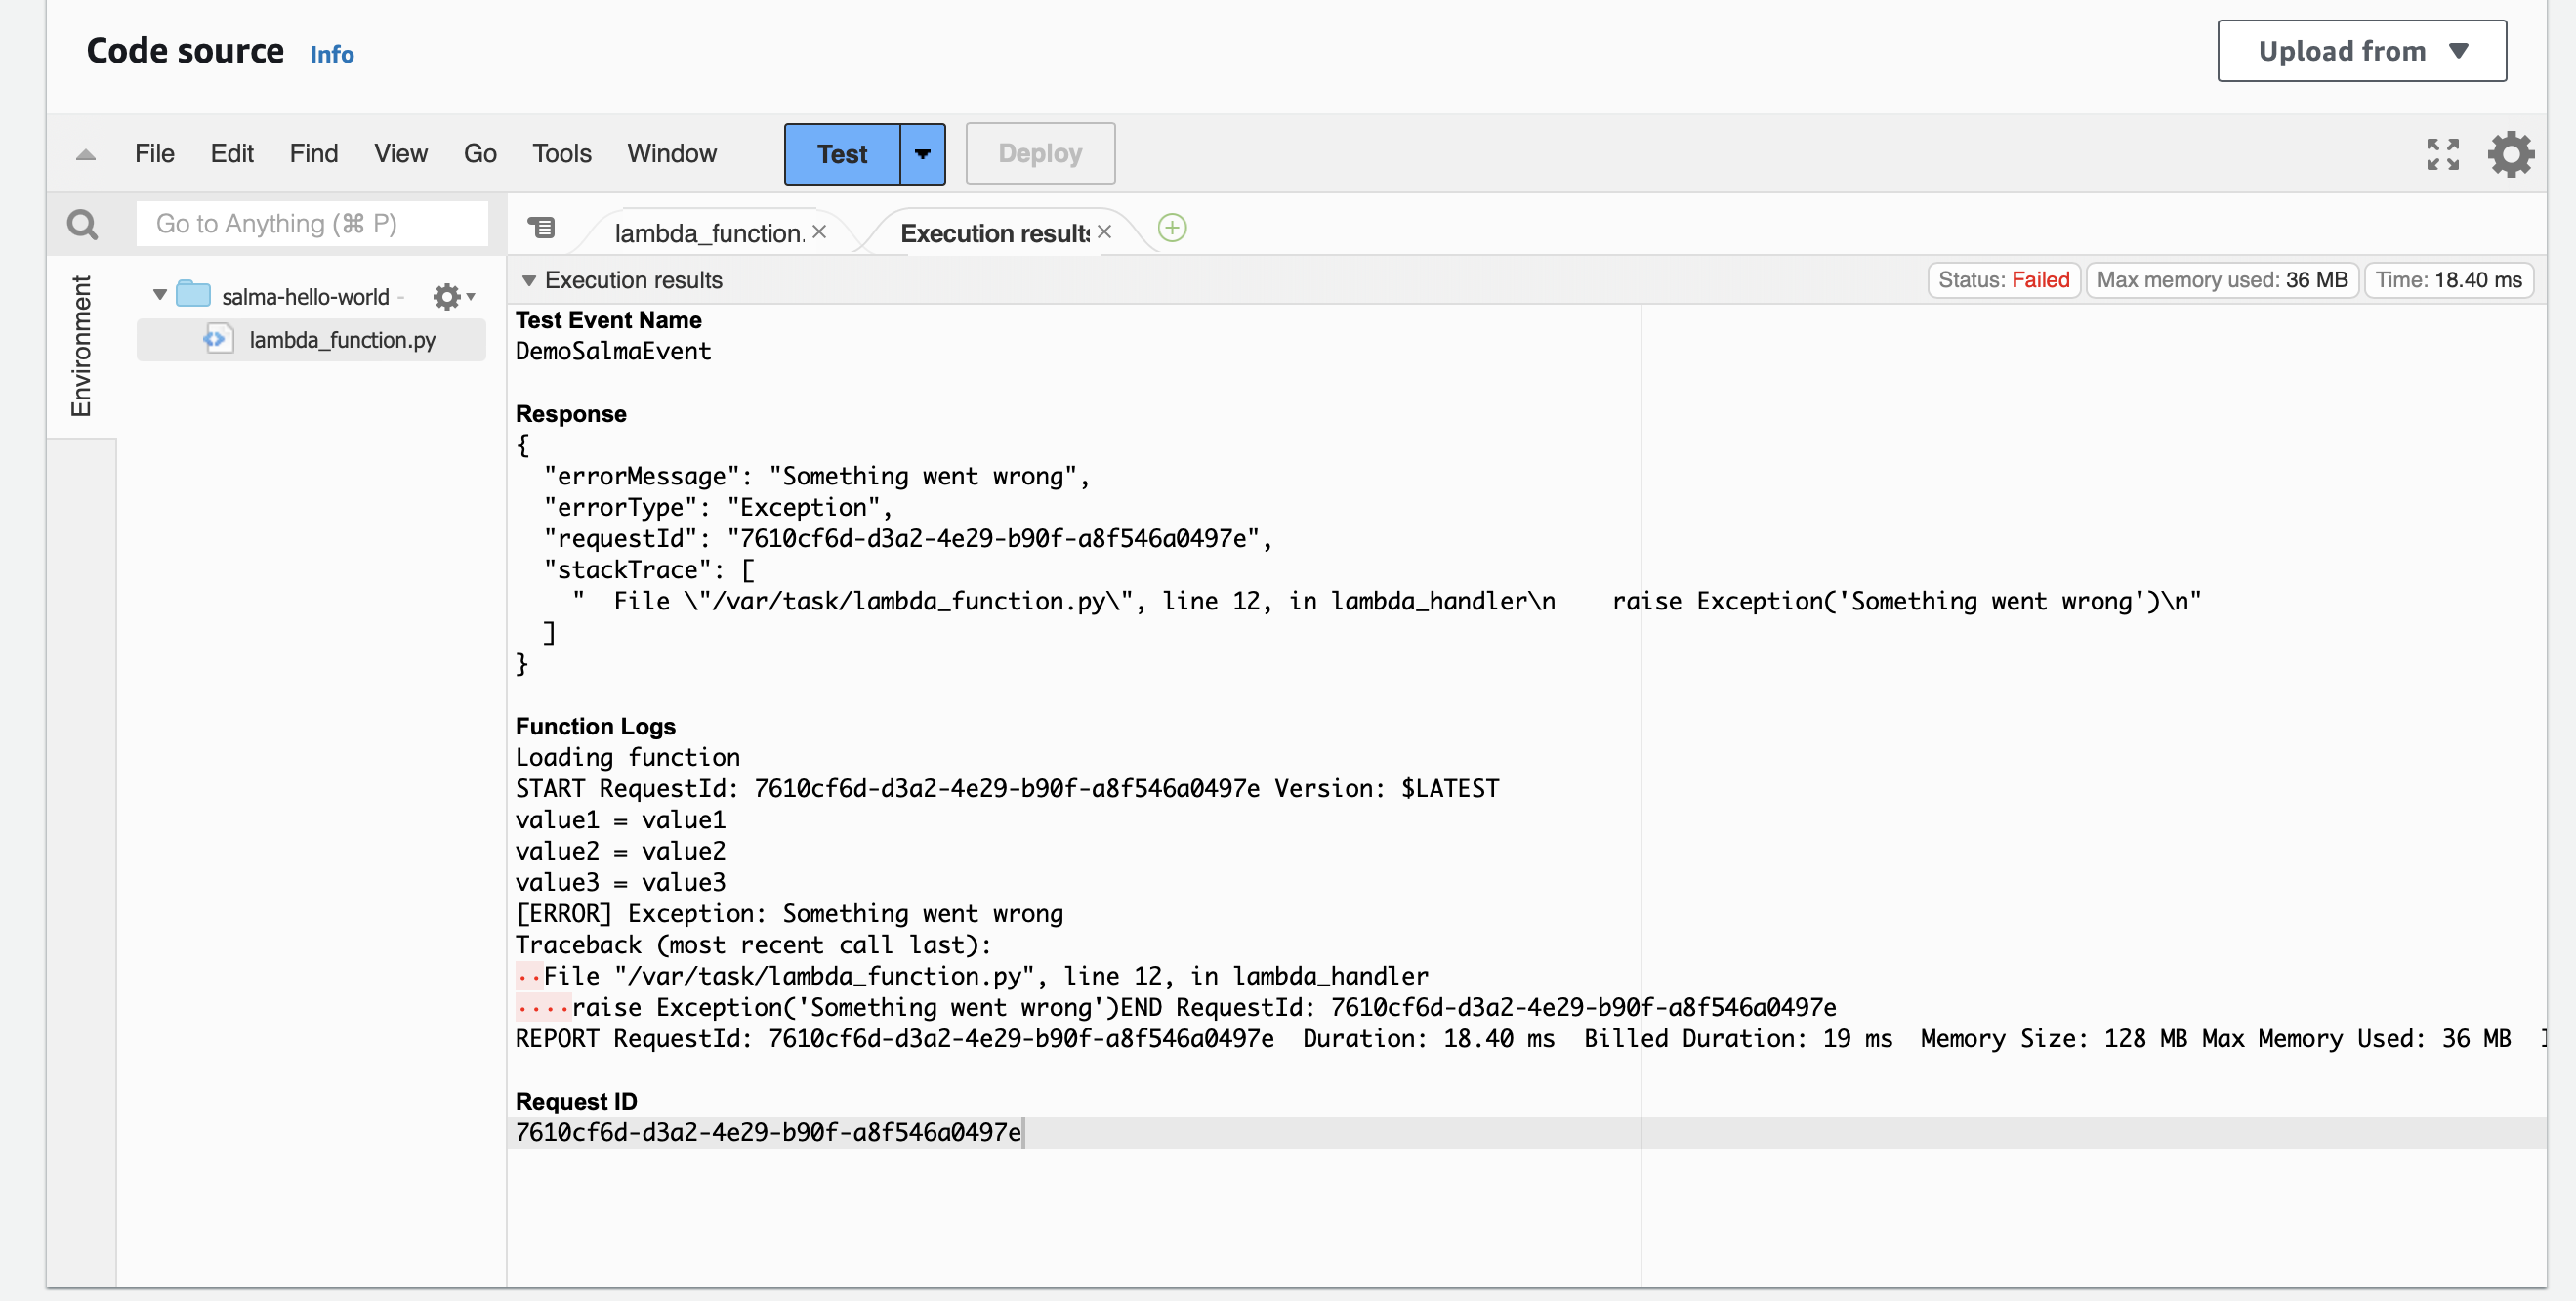 Code source Info
Upload from
File Edit Find View Go Tools Window Test Deploy
Go to Anything (⌘ P)
lambda_function.
Execution results
Environment
salma-hello-world -
lambda_function.py
Execution results
Status: Failed
Max memory used: 36 MB
Time: 18.40 ms
Test Event Name
DemoSalmaEvent
Response
{
  "errorMessage": "Something went wrong",
  "errorType": "Exception",
  "requestId": "7610cf6d-d3a2-4e29-b90f-a8f546a0497e",
  "stackTrace": [
    "  File \"/var/task/lambda_function.py\", line 12, in lambda_handler\n    raise Exception('Something went wrong')\n"
  ]
}
Function Logs
Loading function
START RequestId: 7610cf6d-d3a2-4e29-b90f-a8f546a0497e Version: $LATEST
value1 = value1
value2 = value2
value3 = value3
[ERROR] Exception: Something went wrong
Traceback (most recent call last):
··File "/var/task/lambda_function.py", line 12, in lambda_handler
····raise Exception('Something went wrong')END RequestId: 7610cf6d-d3a2-4e29-b90f-a8f546a0497e
REPORT RequestId: 7610cf6d-d3a2-4e29-b90f-a8f546a0497e  Duration: 18.40 ms  Billed Duration: 19 ms  Memory Size: 128 MB Max Memory Used: 36 MB
Request ID
7610cf6d-d3a2-4e29-b90f-a8f546a0497e